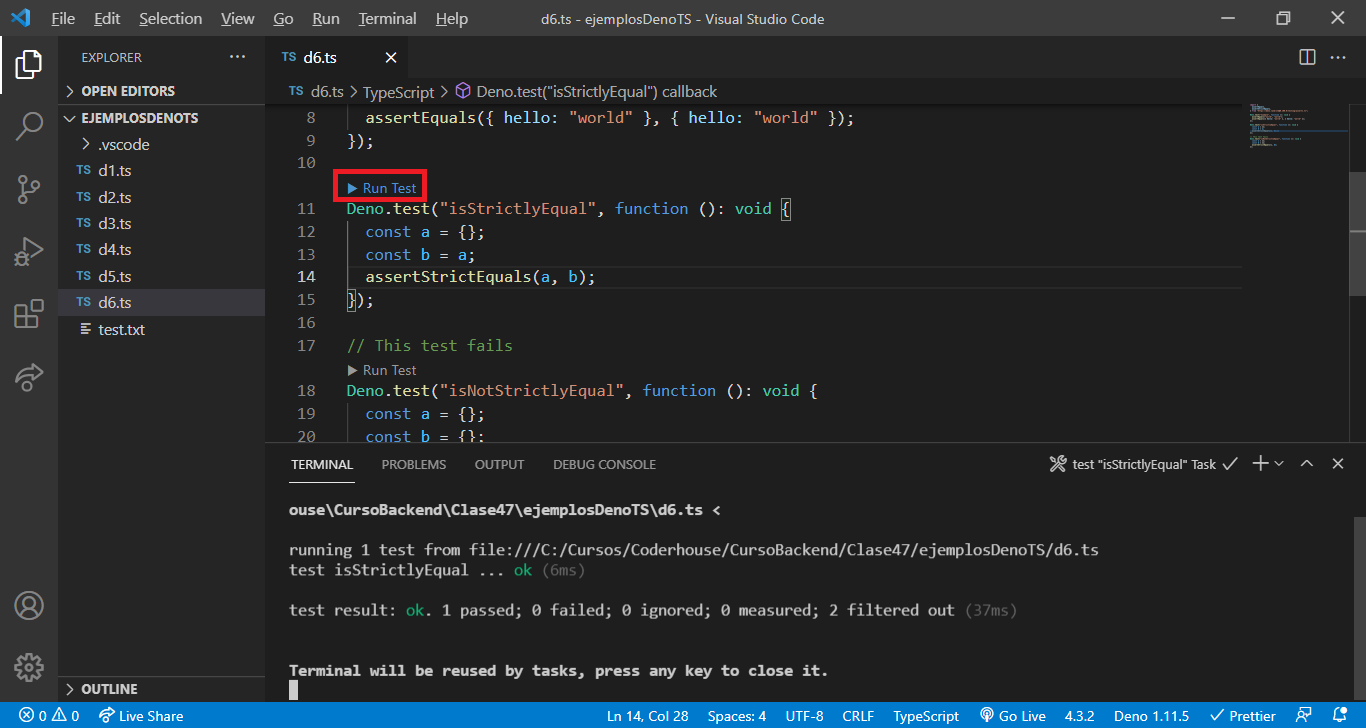 File Edit Selection View Go Run Terminal Help d6.ts - ejemplosDenoTS - Visual Studio Code
EXPLORER
OPEN EDITORS
EJEMPLOSDENOTS
.vscode
TS d1.ts
TS d2.ts
TS d3.ts
TS d4.ts
TS d5.ts
TS d6.ts
test.txt
OUTLINE
TS d6.ts
TS d6.ts > TypeScript > Deno.test("isStrictlyEqual") callback
8 assertEquals({ hello: "world" }, { hello: "world" });
9 });
10
Run Test
11 Deno.test("isStrictlyEqual", function (): void {
12 const a = {};
13 const b = a;
14 assertStrictEquals(a, b);
15 });
16
17 // This test fails
Run Test
18 Deno.test("isNotStrictlyEqual", function (): void {
19 const a = {};
20 const b = {};
TERMINAL PROBLEMS OUTPUT DEBUG CONSOLE test "isStrictlyEqual" Task
ouse\CursoBackend\Clase47\ejemplosDenoTS\d6.ts <
running 1 test from file:///C:/Cursos/Coderhouse/CursoBackend/Clase47/ejemplosDenoTS/d6.ts
test isStrictlyEqual ... ok (6ms)
test result: ok. 1 passed; 0 failed; 0 ignored; 0 measured; 2 filtered out (37ms)
Terminal will be reused by tasks, press any key to close it.
0 0 Live Share Ln 14, Col 28 Spaces: 4 UTF-8 CRLF TypeScript Go Live 4.3.2 Deno 1.11.5 Prettier